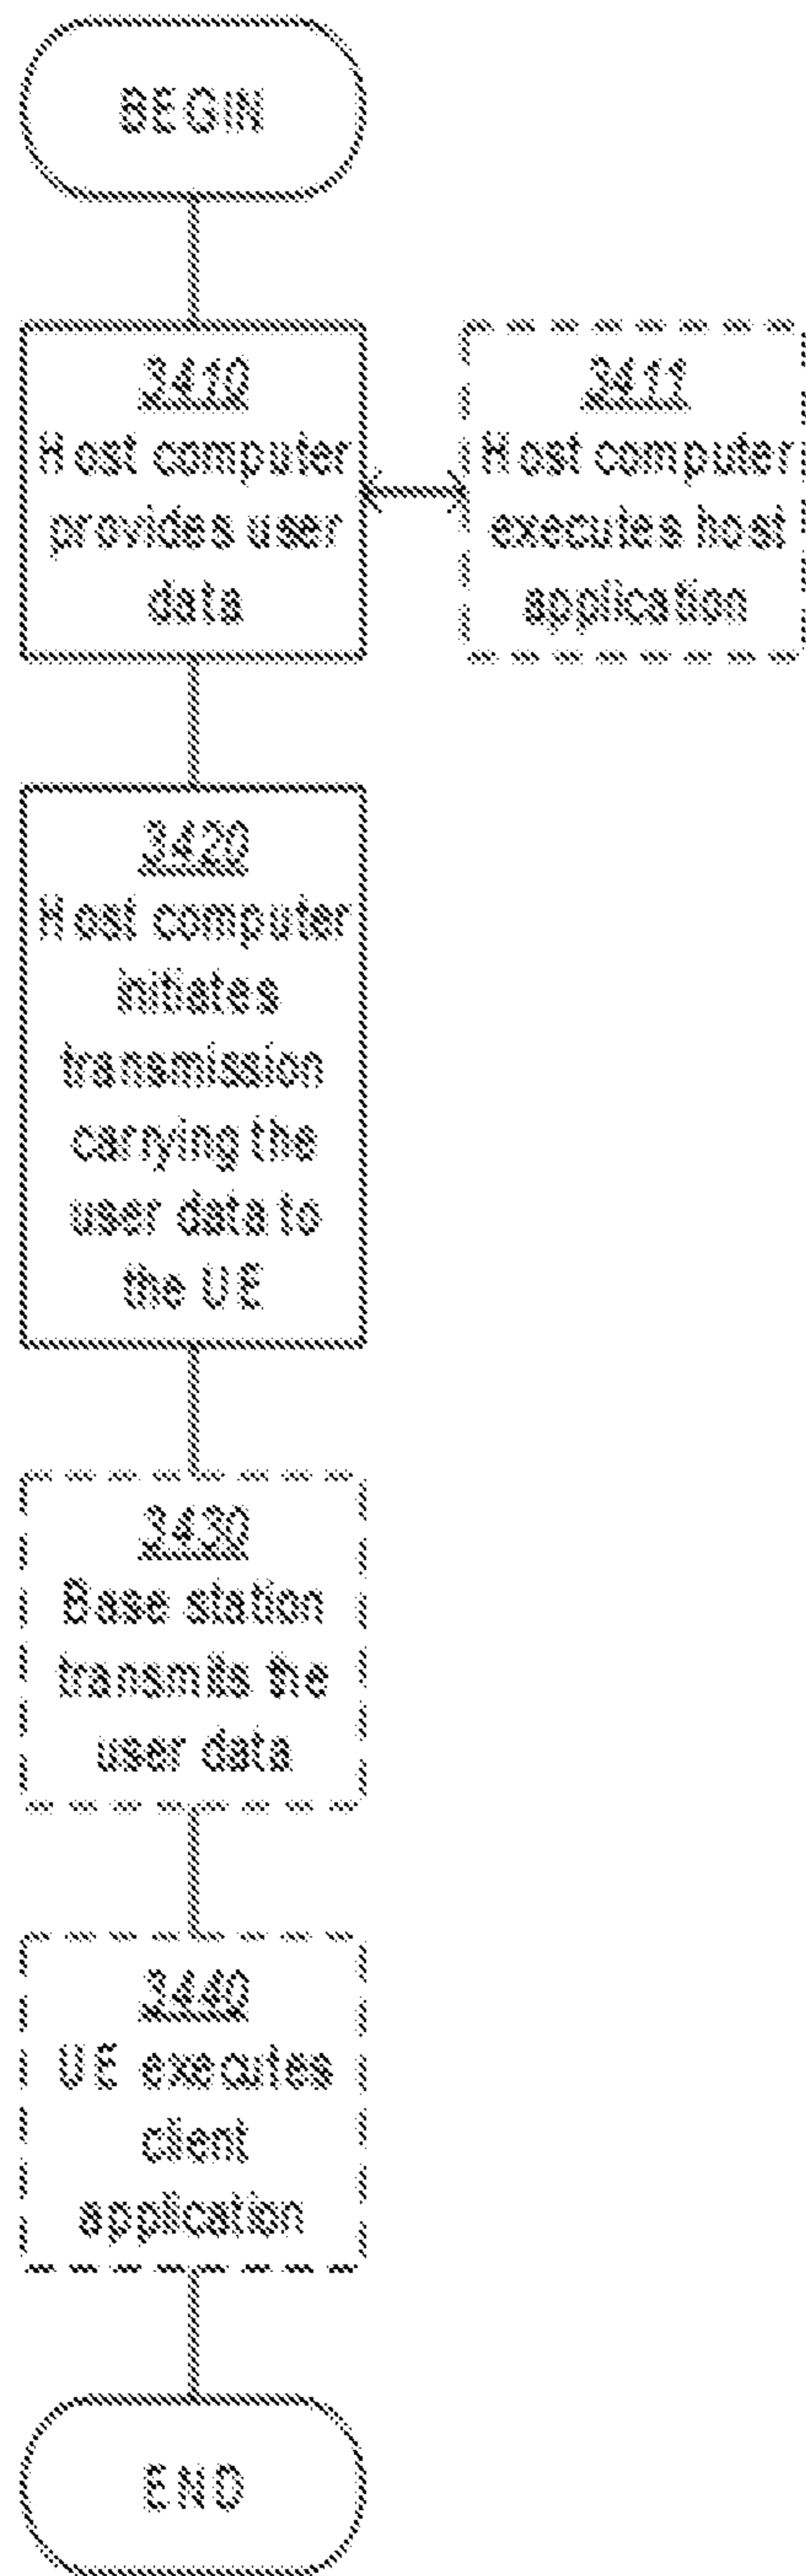 BEGIN
3410
Host computer
provides user
data
3411
Host computer
executes host
application
3420
Host computer
initiates
transmission
carrying the
user data to
the UE
3430
Base station
transmits the
user data
3440
UE executes
client
application
END